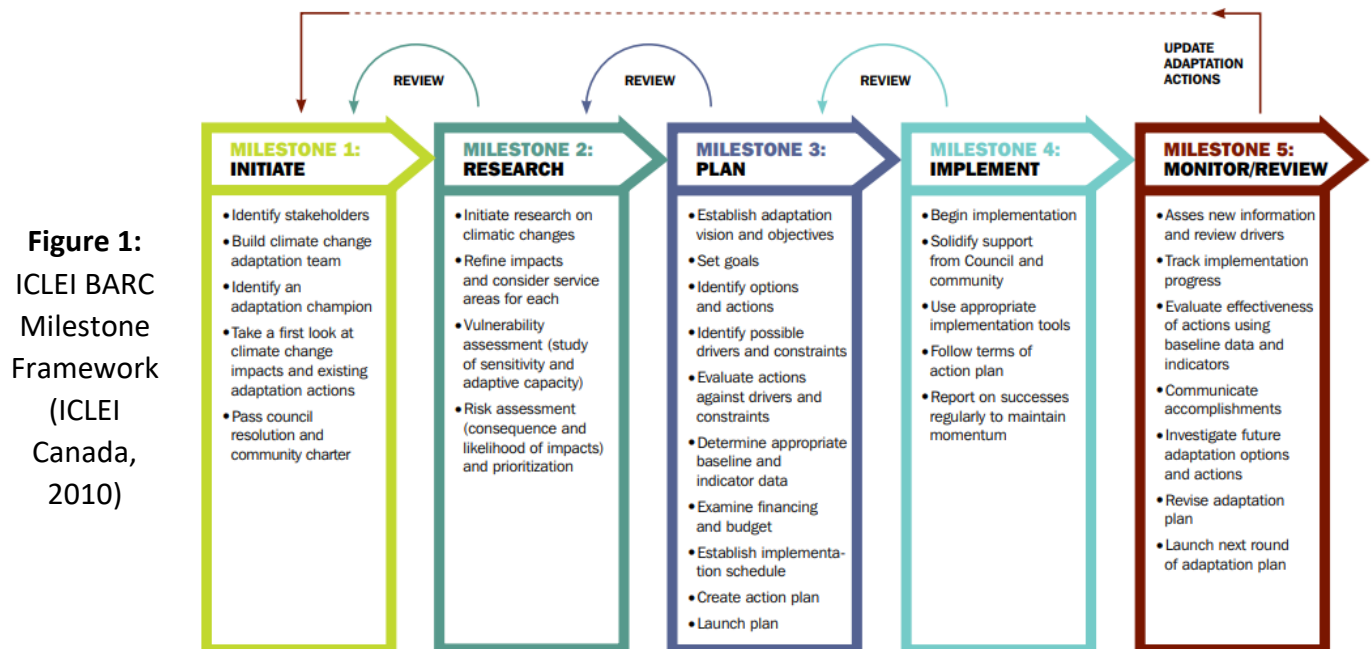 Figure 1:
ICLEI BARC
Milestone
Framework
(ICLEI
Canada,
2010)
REVIEW
REVIEW
REVIEW
UPDATE
ADAPTATION
ACTIONS
MILESTONE 1:
INITIATE
• Identify stakeholders
• Build climate change
adaptation team
• Identify an
adaptation champion
• Take a first look at
climate change
impacts and existing
adaptation actions
• Pass council
resolution and
community charter
MILESTONE 2:
RESEARCH
• Initiate research on
climatic changes
• Refine impacts
and consider service
areas for each
• Vulnerability
assessment (study
of sensitivity and
adaptive capacity)
• Risk assessment
(consequence and
likelihood of impacts)
and prioritization
MILESTONE 3:
PLAN
• Establish adaptation
vision and objectives
• Set goals
• Identify options
and actions
• Identify possible
drivers and constraints
• Evaluate actions
against drivers and
constraints
• Determine appropriate
baseline and
indicator data
• Examine financing
and budget
• Establish implementa-
tion schedule
• Create action plan
• Launch plan
MILESTONE 4:
IMPLEMENT
• Begin implementation
• Solidify support
from Council and
community
• Use appropriate
implementation tools
• Follow terms of
action plan
• Report on successes
regularly to maintain
momentum
MILESTONE 5:
MONITOR/REVIEW
• Asses new information
and review drivers
• Track implementation
progress
• Evaluate effectiveness
of actions using
baseline data and
indicators
• Communicate
accomplishments
• Investigate future
adaptation options
and actions
• Revise adaptation
plan
• Launch next round
of adaptation plan